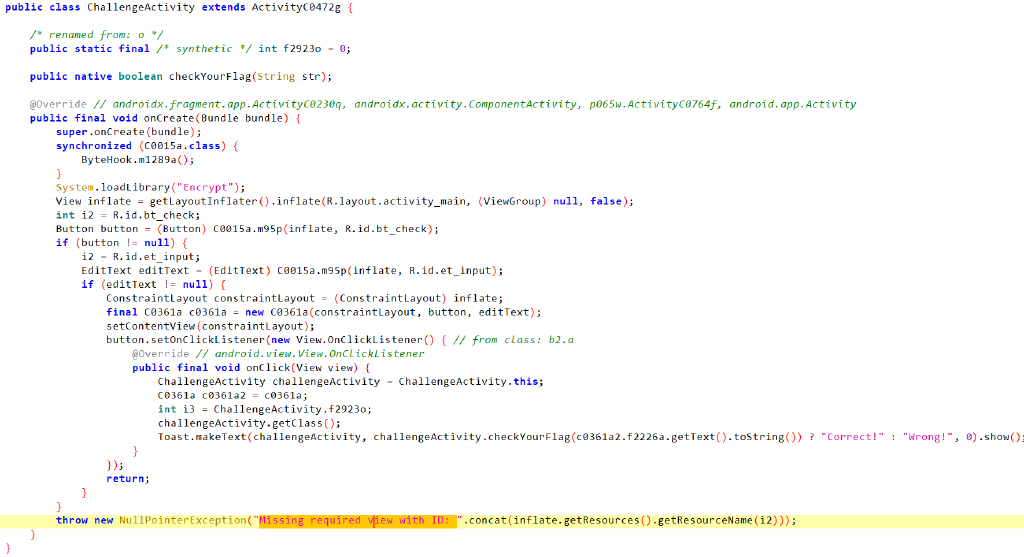 public class ChallengeActivity extends ActivityC0472g {
/* renamed from: o */
public static final /* synthetic */ int f2923o = 0;
public native boolean checkYourFlag(String str);
@Override // androidx.fragment.app.ActivityC0230q, androidx.activity.ComponentActivity, p065w.ActivityC0764f, android.app.Activity
public final void onCreate(Bundle bundle) {
super.onCreate(bundle);
synchronized (C0015a.class) {
ByteHook.m1289a();
}
System.loadLibrary("Encrypt");
View inflate = getLayoutInflater().inflate(R.layout.activity_main, (ViewGroup) null, false);
int i2 = R.id.bt_check;
Button button = (Button) C0015a.m95p(inflate, R.id.bt_check);
if (button != null) {
i2 = R.id.et_input;
EditText editText = (EditText) C0015a.m95p(inflate, R.id.et_input);
if (editText != null) {
ConstraintLayout constraintLayout = (ConstraintLayout) inflate;
final C0361a c0361a = new C0361a(constraintLayout, button, editText);
setContentView(constraintLayout);
button.setOnClickListener(new View.OnClickListener() { // from class: b2.a
@Override // android.view.View.OnClickListener
public final void onClick(View view) {
ChallengeActivity challengeActivity = ChallengeActivity.this;
C0361a c0361a2 = c0361a;
int i3 = ChallengeActivity.f2923o;
challengeActivity.getClass();
Toast.makeText(challengeActivity, challengeActivity.checkYourFlag(c0361a2.f2226a.getText().toString()) ? "Correct!" : "Wrong!", 0).show();
}
});
return;
}
}
throw new NullPointerException("Missing required view with ID: ".concat(inflate.getResources().getResourceName(i2)));
}
}